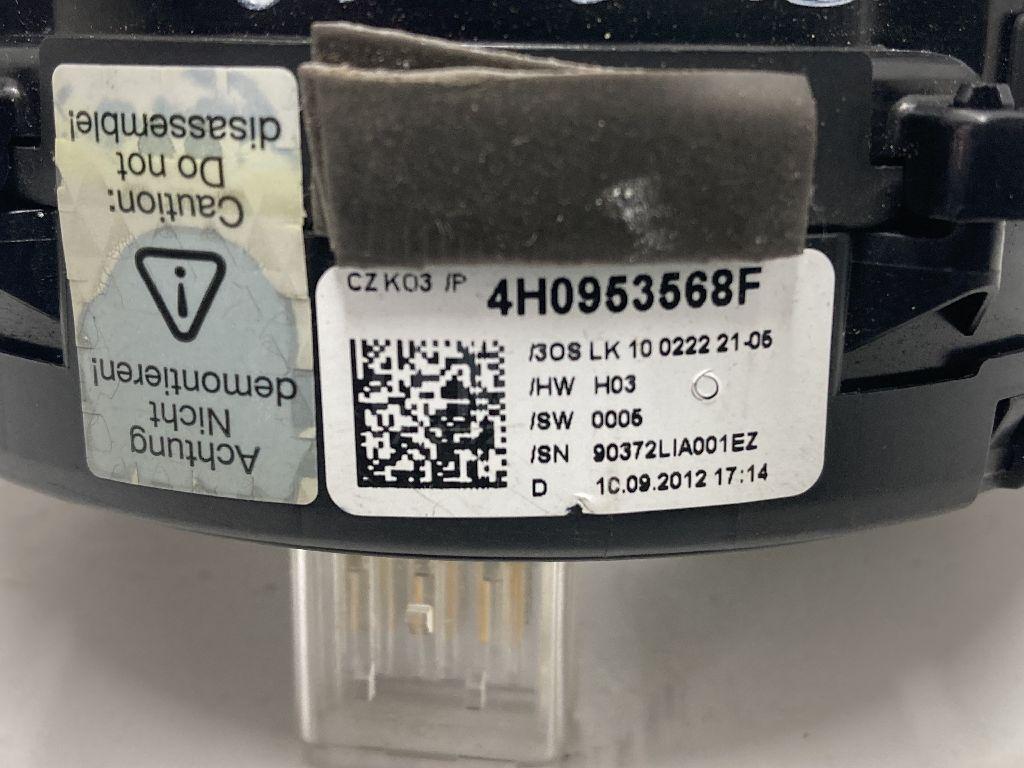 Achtung
Nicht
demontieren!
Caution:
Do not
disassemble!
CZ K03 /P 4H0953568F
/3OS LK 10 0222 21-05
/HW H03
/SW 0005
/SN 90372LIA001EZ
D 10.09.2012 17:14